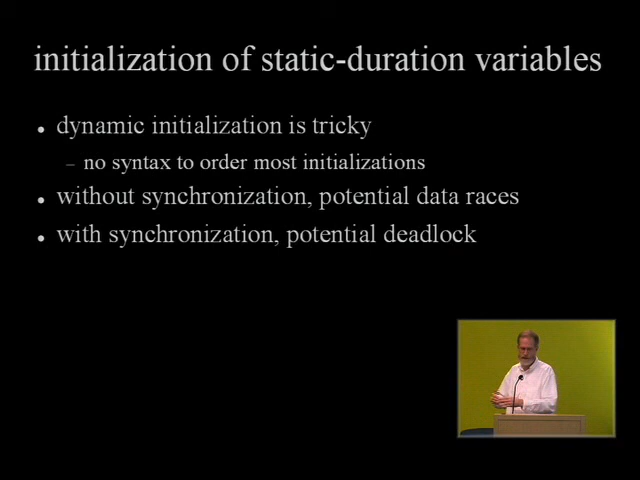 initialization of static-duration variables
dynamic initialization is tricky
– no syntax to order most initializations
without synchronization, potential data races
with synchronization, potential deadlock